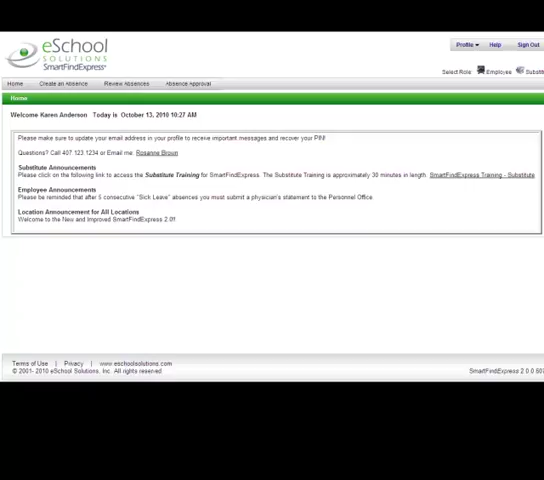 eSchool
SOLUTIONS
SmartFindExpress
Profile Help Sign Out
Select Role: Employee
Home Create an Absence Review Absences Absence Approval
Home
Welcome Karen Anderson Today is October 13, 2010 10:27 AM
Please make sure to update your email address in your profile to receive important messages and recover your PIN!
Questions? Call 407.123.1234 or Email me: Rosanne Brown
Substitute Announcements
Please click on the following link to access the Substitute Training for SmartFindExpress. The Substitute Training is approximately 30 minutes in length. SmartFindExpress Training - Substitute
Employee Announcements
Please be reminded that after 5 consecutive "Sick Leave" absences you must submit a physician's statement to the Personnel Office.
Location Announcement for All Locations
Welcome to the New and Improved SmartFindExpress 2.0!!
Terms of Use | Privacy | www.eschoolsolutions.com
© 2001- 2010 eSchool Solutions, Inc. All rights reserved
SmartFindExpress 2.0.0